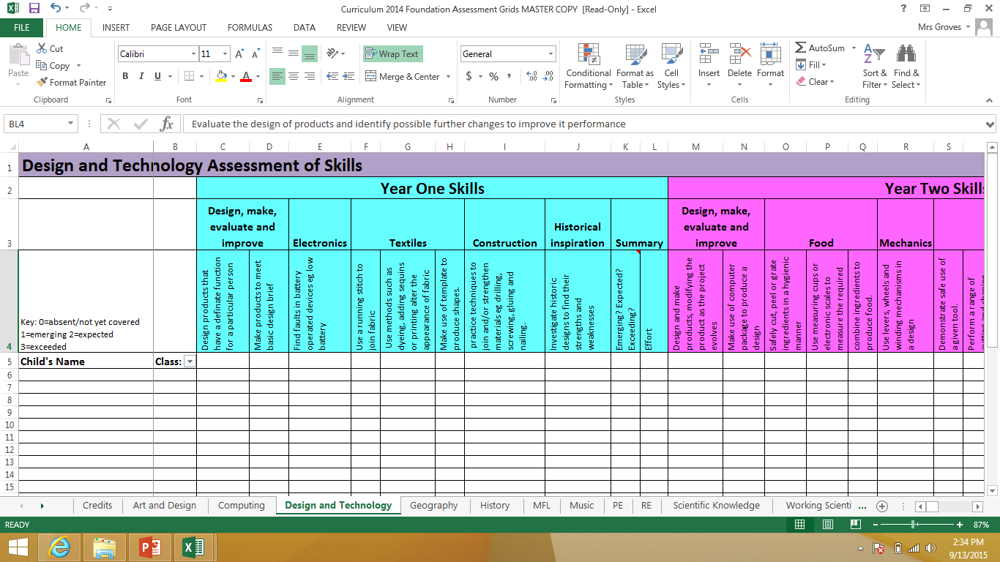 Curriculum 2014 Foundation Assessment Grids MASTER COPY [Read-Only] - Excel
FILE HOME INSERT PAGE LAYOUT FORMULAS DATA REVIEW VIEW Mrs Groves
Paste
Cut
Copy
Format Painter
Clipboard
Calibri 11
B I U
Font
Wrap Text
Merge & Center
Alignment
General
$ % ,
Number
Conditional Formatting
Format as Table
Cell Styles
Styles
Insert Delete Format
Cells
AutoSum
Fill
Clear
Sort & Filter
Find & Select
Editing
BL4 fx Evaluate the design of products and identify possible further changes to improve it performance
A B C D E F G H I J K L M N O P Q R S
1 Design and Technology Assessment of Skills
2 Year One Skills Year Two Skills
3
Design, make,
evaluate and
improve
Electronics
Textiles
Construction
Historical
inspiration
Summary
Design, make,
evaluate and
improve
Food
Mechanics
4
Key: 0=absent/not yet covered
1=emerging 2=expected
3=exceeded
Design products that
have a definate function
for a particular person
Make products to meet
basic design brief
Find faults in battery
operated devices eg low
battery
Use a running stitch to
join fabric
Use methods such as
dyeing, adding sequins
or printing alter the
appearance of fabric
Make use of template to
produce shapes.
practice techniques to
join and/or strengthen
materials eg drilling,
screwing, gluing and
nailing.
Investigate historic
designs to find their
strengths and
weaknesses
Emerging? Expected?
Exceeding?
Effort
Design and make
products, modifying the
product as the project
evolves
Make use of computer
package to produce a
design
Safely cut, peel or grate
ingredients in a hygienic
manner
Use measuring cups or
electronic scales to
measure the required
combine ingredients to
produce food.
Use levers, wheels and
winding mechanisms in
a design
Demonstrate safe use of
a given tool.
Perform a range of
5 Child's Name Class:
6
7
8
9
10
11
12
13
14
15
Credits Art and Design Computing Design and Technology Geography History MFL Music PE RE Scientific Knowledge Working Scienti ...
READY 87%
2:34 PM
9/13/2015